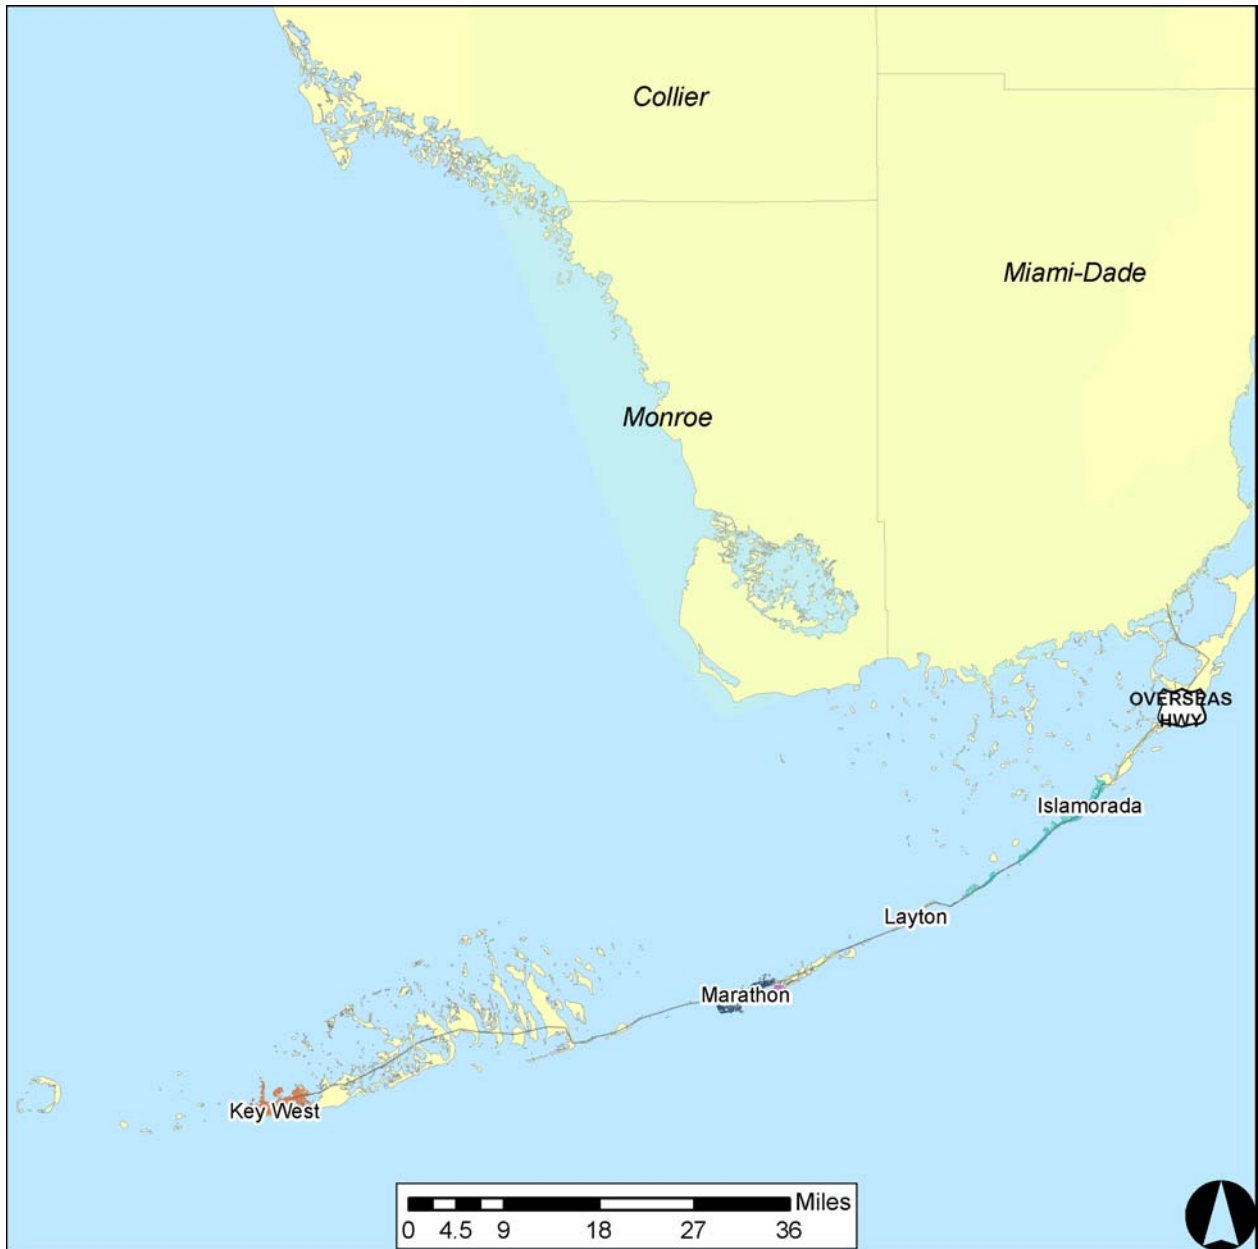 Collier
Miami-Dade
Monroe
OVERSEAS
HWY
Islamorada
Layton
Marathon
Key West
Miles
0 4.5 9 18 27 36